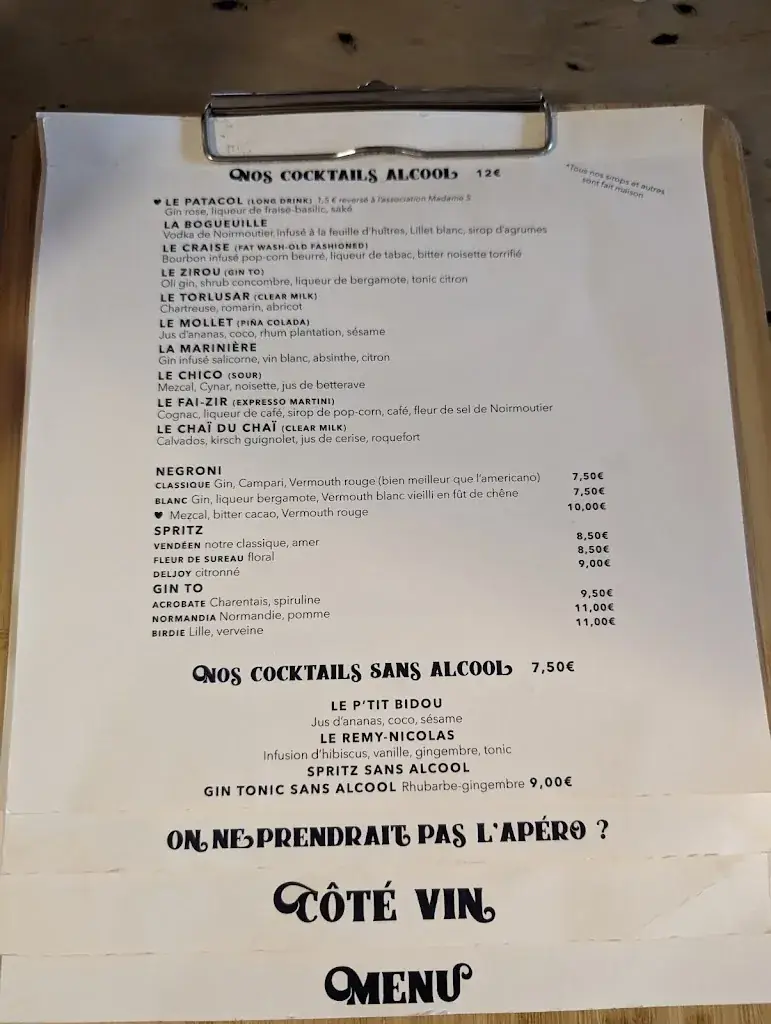 NOS COCKTAILS ALCOOL 12€
*Tous nos sirops et autres
sont fait maison
♥ LE PATACOL (LONG DRINK) 1,5 € reversé à l'association Madame S
Gin rose, liqueur de fraise-basilic, saké
LA BOGUEUILLE
Vodka de Noirmoutier infusé à la feuille d'huîtres, Lillet blanc, sirop d'agrumes
LE CRAISE (FAT WASH-OLD FASHIONED)
Bourbon infusé pop-corn beurré, liqueur de tabac, bitter noisette torrifié
LE ZIROU (GIN TO)
Oli gin, shrub concombre, liqueur de bergamote, tonic citron
LE TORLUSAR (CLEAR MILK)
Chartreuse, romarin, abricot
LE MOLLET (PIÑA COLADA)
Jus d'ananas, coco, rhum plantation, sésame
LA MARINIÈRE
Gin infusé salicorne, vin blanc, absinthe, citron
LE CHICO (SOUR)
Mezcal, Cynar, noisette, jus de betterave
LE FAI-ZIR (EXPRESSO MARTINI)
Cognac, liqueur de café, sirop de pop-corn, café, fleur de sel de Noirmoutier
LE CHAÏ DU CHAÏ (CLEAR MILK)
Calvados, kirsch guignolet, jus de cerise, roquefort
NEGRONI
CLASSIQUE Gin, Campari, Vermouth rouge (bien meilleur que l'americano) 7,50€
BLANC Gin, liqueur bergamote, Vermouth blanc vieilli en fût de chêne 7,50€
♥ Mezcal, bitter cacao, Vermouth rouge 10,00€
SPRITZ
VENDÉEN notre classique, amer 8,50€
FLEUR DE SUREAU floral 8,50€
DELJOY citronné 9,00€
GIN TO
ACROBATE Charentais, spiruline 9,50€
NORMANDIA Normandie, pomme 11,00€
BIRDIE Lille, verveine 11,00€
NOS COCKTAILS SANS ALCOOL 7,50€
LE P'TIT BIDOU
Jus d'ananas, coco, sésame
LE REMY-NICOLAS
Infusion d'hibiscus, vanille, gingembre, tonic
SPRITZ SANS ALCOOL
GIN TONIC SANS ALCOOL Rhubarbe-gingembre 9,00€
ON NE PRENDRAIT PAS L'APÉRO ?
CÔTÉ VIN
MENU